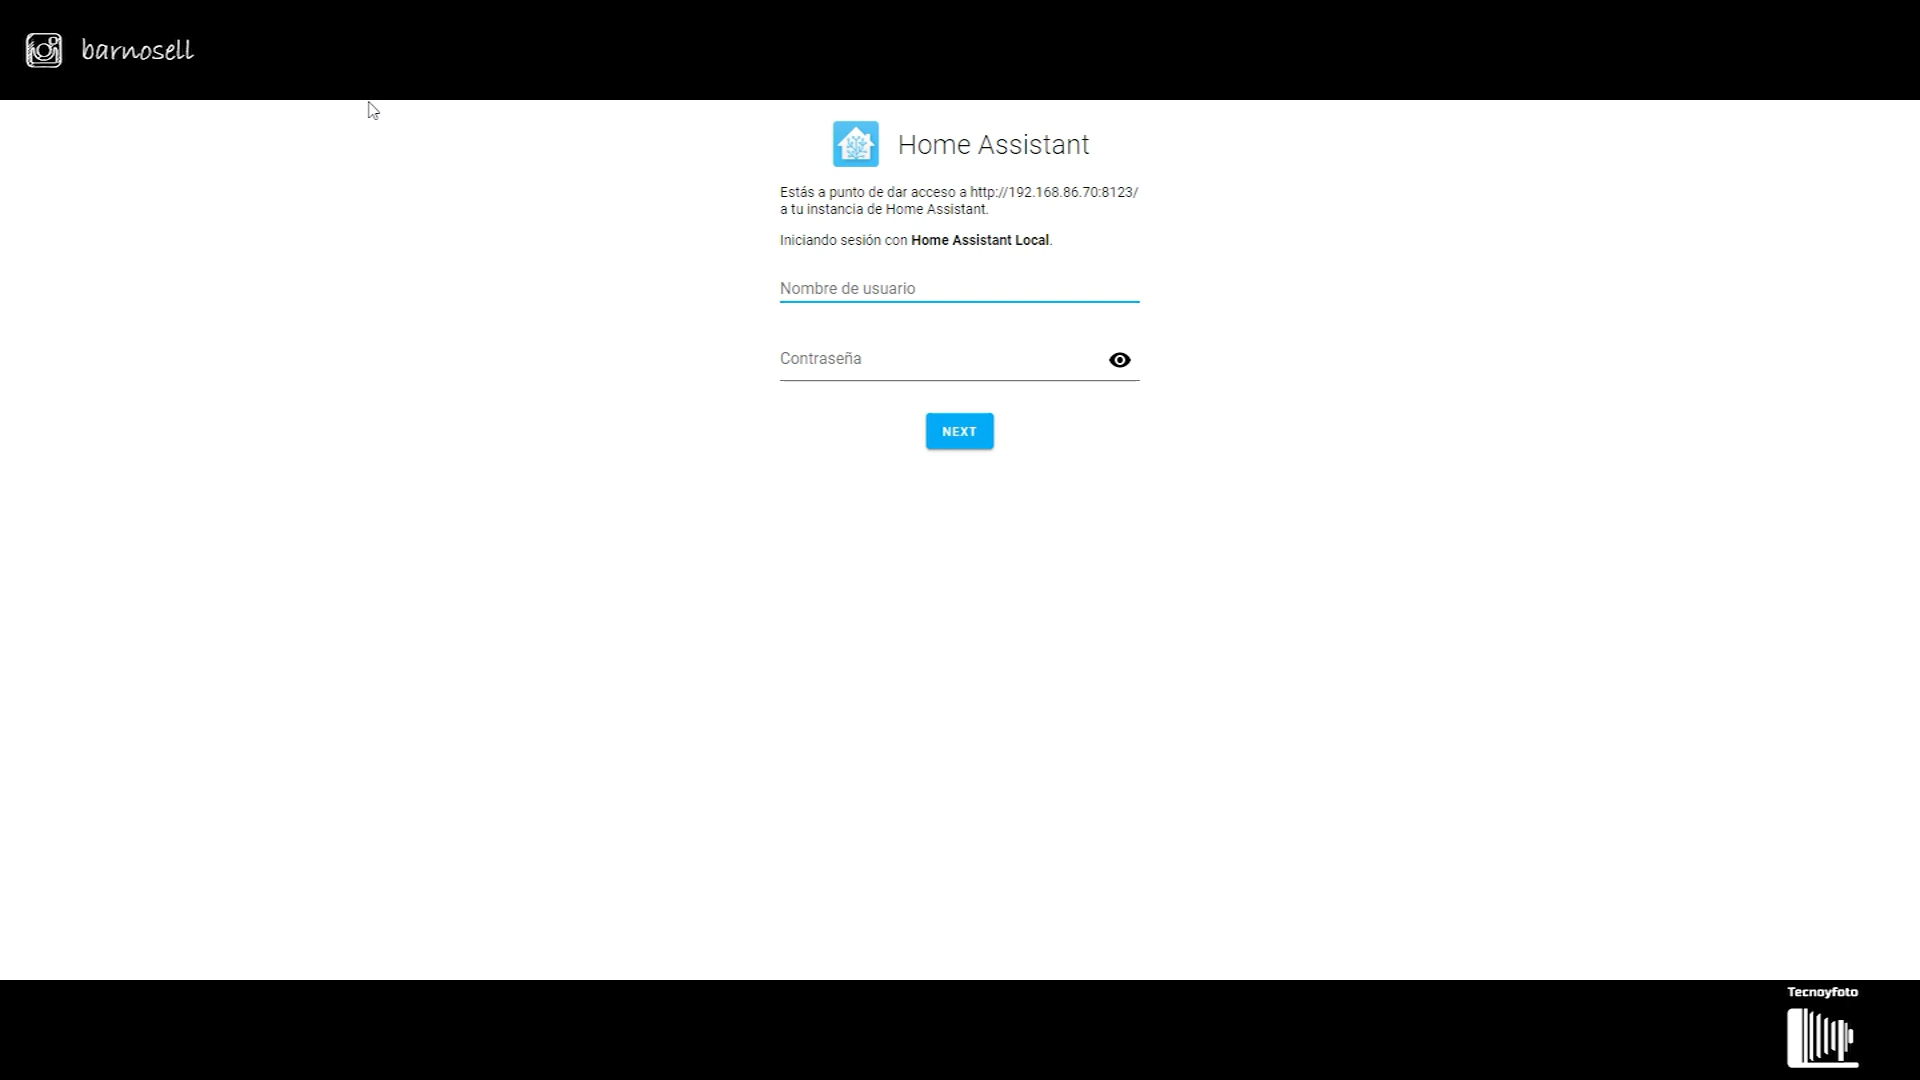 barnosell
Home Assistant
Estás a punto de dar acceso a http://192.168.86.70:8123/
a tu instancia de Home Assistant.
Iniciando sesión con Home Assistant Local.
Nombre de usuario
Contraseña
NEXT
Tecnoyfoto